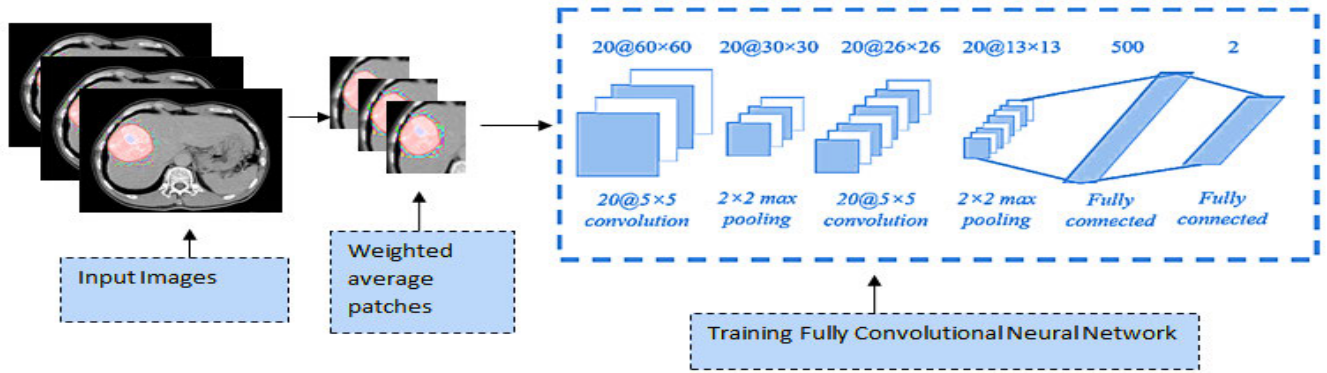 20@60×60 20@30×30 20@26×26 20@13×13 500 2
20@5×5 convolution
2×2 max pooling
20@5×5 convolution
2×2 max pooling
Fully connected
Fully connected
Input Images
Weighted
average
patches
Training Fully Convolutional Neural Network